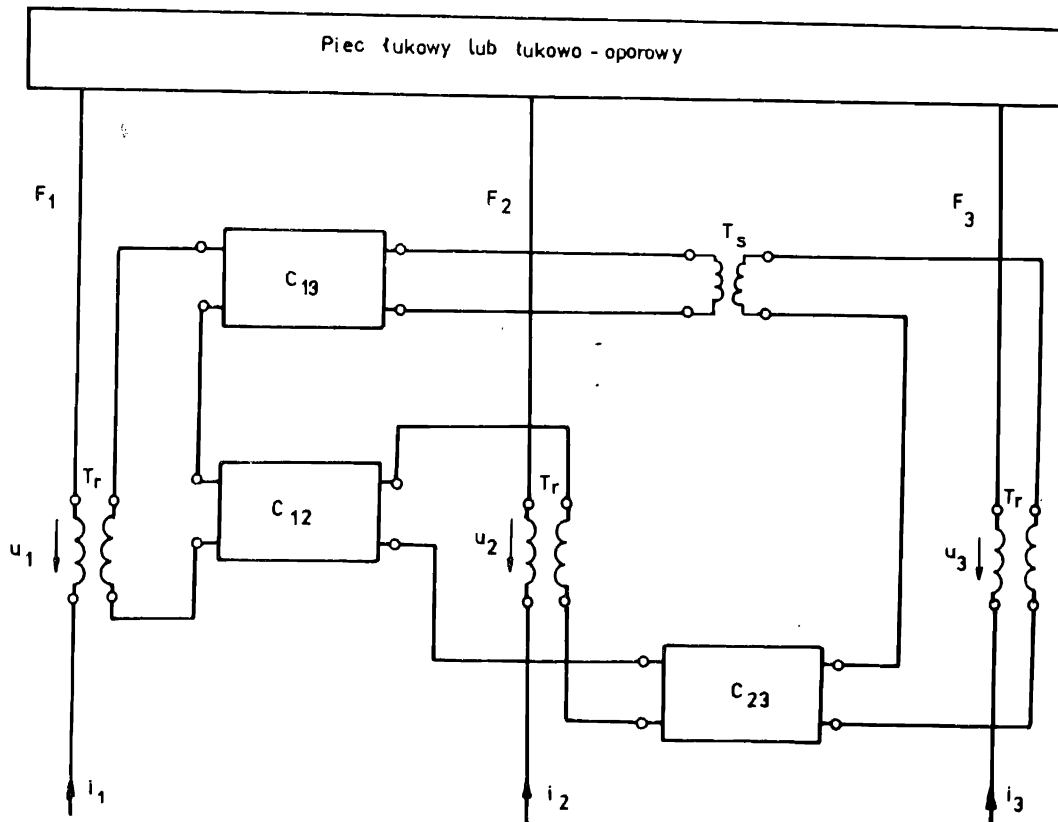 Piec łukowy lub łukowo - oporowy
F1
F2
F3
Ts
C13
Tr
C12
Tr
Tr
u1
u2
u3
C23
i1
i2
i3